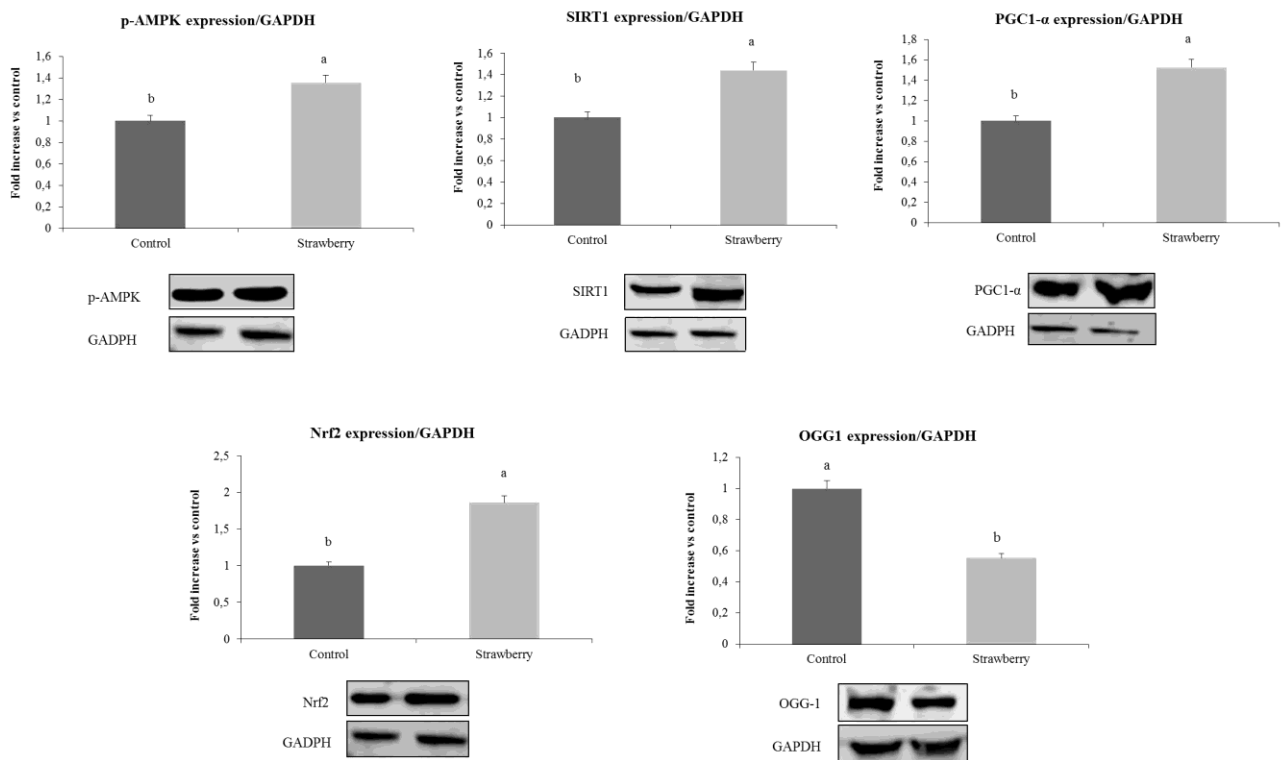 p-AMPK expression/GAPDH
Fold increase vs control
1,6
1,4
1,2
1
0,8
0,6
0,4
0,2
0
b
a
Control
Strawberry
p-AMPK
GADPH
SIRT1 expression/GAPDH
Fold increase vs control
1,6
1,4
1,2
1
0,8
0,6
0,4
0,2
0
b
a
Control
Strawberry
SIRT1
GADPH
PGC1-α expression/GAPDH
Fold increase vs control
1,8
1,6
1,4
1,2
1
0,8
0,6
0,4
0,2
0
b
a
Control
Strawberry
PGC1-α
GADPH
Nrf2 expression/GAPDH
Fold increase vs control
2,5
2
1,5
1
0,5
0
b
a
Control
Strawberry
Nrf2
GADPH
OGG1 expression/GAPDH
Fold increase vs control
1,2
1
0,8
0,6
0,4
0,2
0
a
b
Control
Strawberry
OGG-1
GAPDH